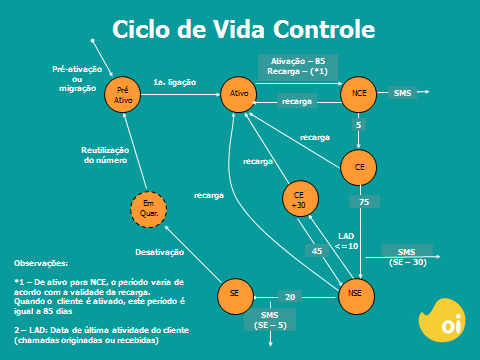 Ciclo de Vida Controle
Pré-ativação
ou
migração
Pré
Ativo
1a. ligação
Ativo
Ativação – 85
Recarga – (*1)
recarga
NCE
SMS
5
recarga
CE
75
Reutilização
do número
recarga
recarga
CE
+30
Em
Quar.
LAD
<=10
45
SMS
(SE – 30)
Desativação
Observações:
SE
20
NSE
*1 – De ativo para NCE, o período varia de
acordo com a validade da recarga.
Quando o cliente é ativado, este período é
igual a 85 dias
SMS
(SE – 5)
2 – LAD: Data de última atividade do cliente
(chamadas originadas ou recebidas)
oi